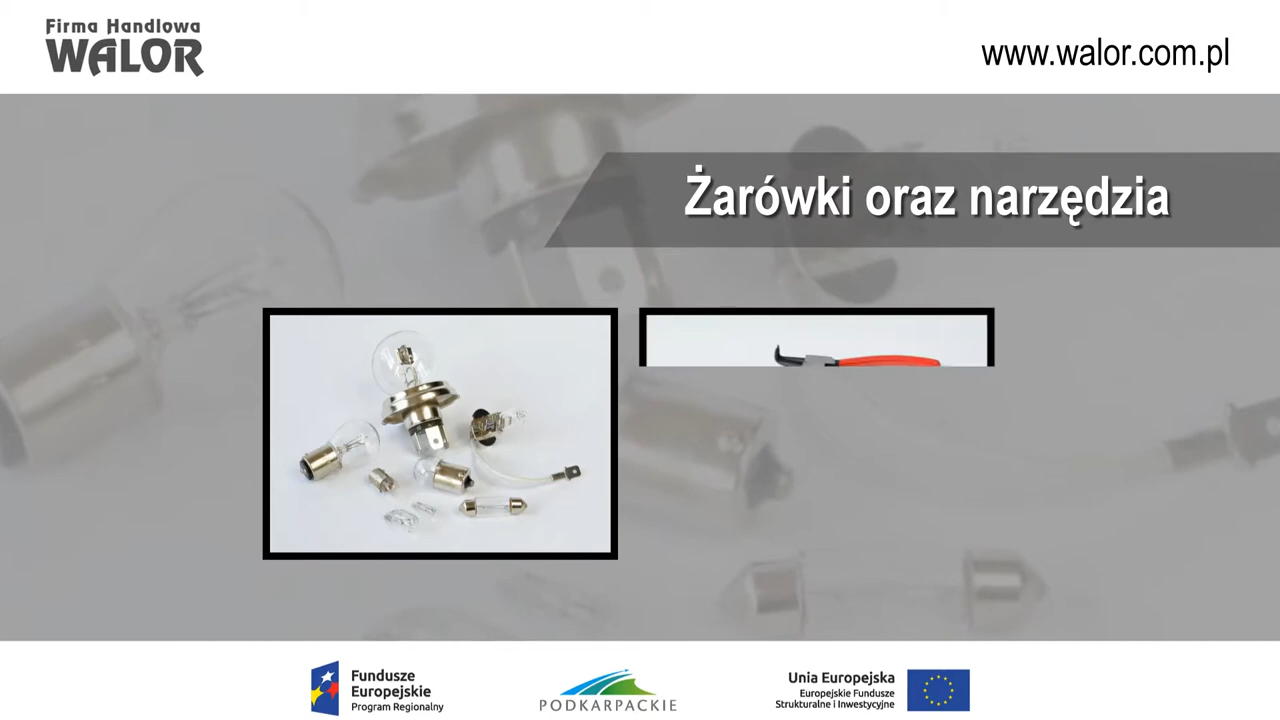 Firma Handlowa
WALOR
www.walor.com.pl
Żarówki oraz narzędzia
Fundusze
Europejskie
Program Regionalny
PODKARPACKIE
Unia Europejska
Europejskie Fundusze
Strukturalne i Inwestycyjne